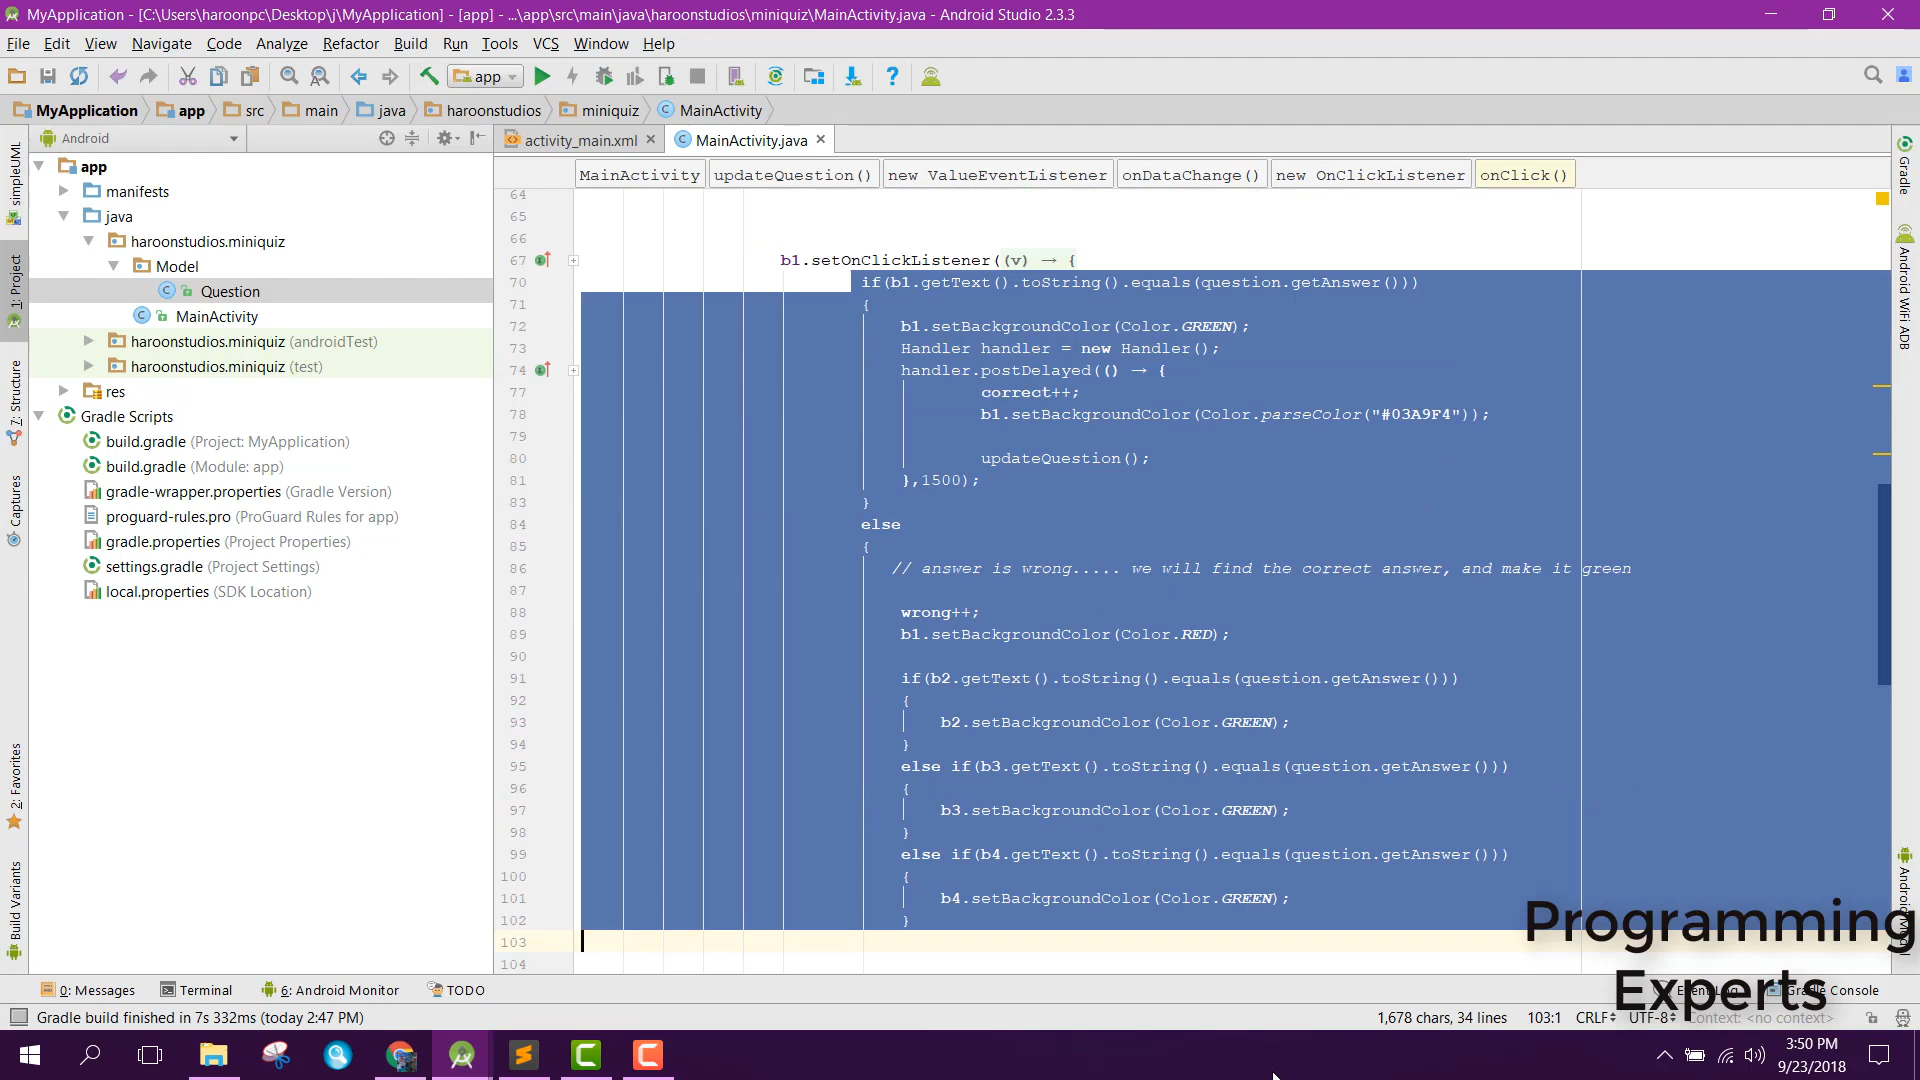 MyApplication - [C:\Users\haroonpc\Desktop\j\MyApplication] - [app] - ...\app\src\main\java\haroonstudios\miniquiz\MainActivity.java - Android Studio 2.3.3
File Edit View Navigate Code Analyze Refactor Build Run Tools VCS Window Help
app
MyApplication app src main java haroonstudios miniquiz MainActivity
Android
activity_main.xml MainActivity.java
MainActivity updateQuestion() new ValueEventListener onDataChange() new OnClickListener onClick()
simpleUML
1: Project
7: Structure
Captures
2: Favorites
Build Variants
app
manifests
java
haroonstudios.miniquiz
Model
Question
MainActivity
haroonstudios.miniquiz (androidTest)
haroonstudios.miniquiz (test)
res
Gradle Scripts
build.gradle (Project: MyApplication)
build.gradle (Module: app)
gradle-wrapper.properties (Gradle Version)
proguard-rules.pro (ProGuard Rules for app)
gradle.properties (Project Properties)
settings.gradle (Project Settings)
local.properties (SDK Location)
64
65
66
67 b1.setOnClickListener((v) → {
70 if(b1.getText().toString().equals(question.getAnswer()))
71 {
72 b1.setBackgroundColor(Color.GREEN);
73 Handler handler = new Handler();
74 handler.postDelayed(() → {
77 correct++;
78 b1.setBackgroundColor(Color.parseColor("#03A9F4"));
79
80 updateQuestion();
81 },1500);
83 }
84 else
85 {
86 // answer is wrong..... we will find the correct answer, and make it green
87
88 wrong++;
89 b1.setBackgroundColor(Color.RED);
90
91 if(b2.getText().toString().equals(question.getAnswer()))
92 {
93 b2.setBackgroundColor(Color.GREEN);
94 }
95 else if(b3.getText().toString().equals(question.getAnswer()))
96 {
97 b3.setBackgroundColor(Color.GREEN);
98 }
99 else if(b4.getText().toString().equals(question.getAnswer()))
100 {
101 b4.setBackgroundColor(Color.GREEN);
102 }
103
104
Gradle
Android WiFi ADB
Programming
Experts
0: Messages Terminal 6: Android Monitor TODO Gradle Console
Gradle build finished in 7s 332ms (today 2:47 PM) 1,678 chars, 34 lines 103:1 CRLF UTF-8 Context: <no context>
3:50 PM
9/23/2018